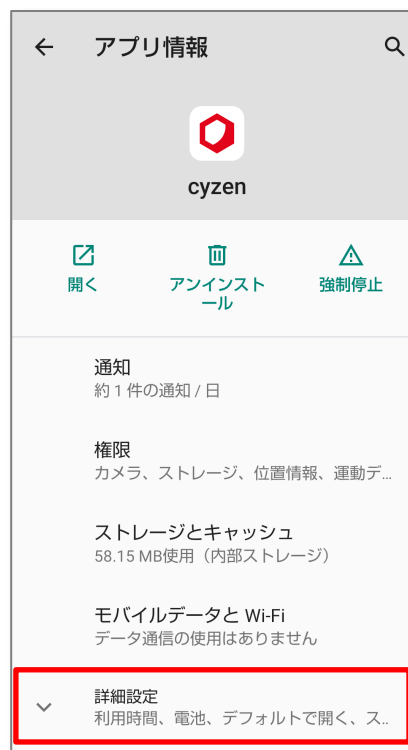 アプリ情報
cyzen
開く
アンインスト
ール
強制停止
通知
約 1 件の通知 / 日
権限
カメラ、ストレージ、位置情報、運動デ...
ストレージとキャッシュ
58.15 MB使用（内部ストレージ）
モバイルデータと Wi-Fi
データ通信の使用はありません
詳細設定
利用時間、電池、デフォルトで開く、ス..